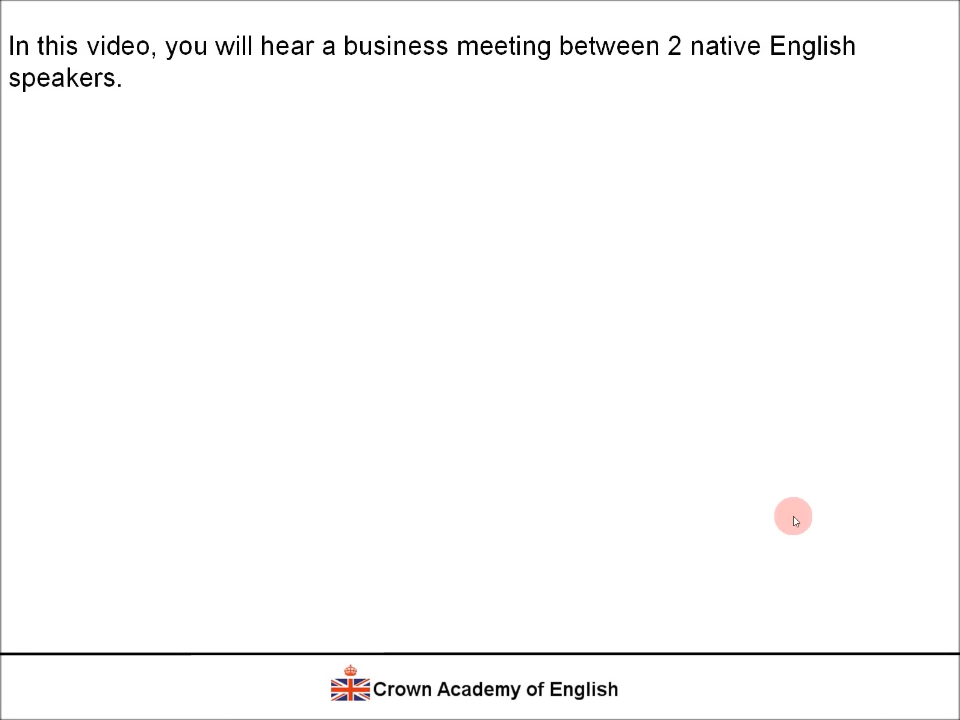 In this video, you will hear a business meeting between 2 native English
speakers.
Crown Academy of English